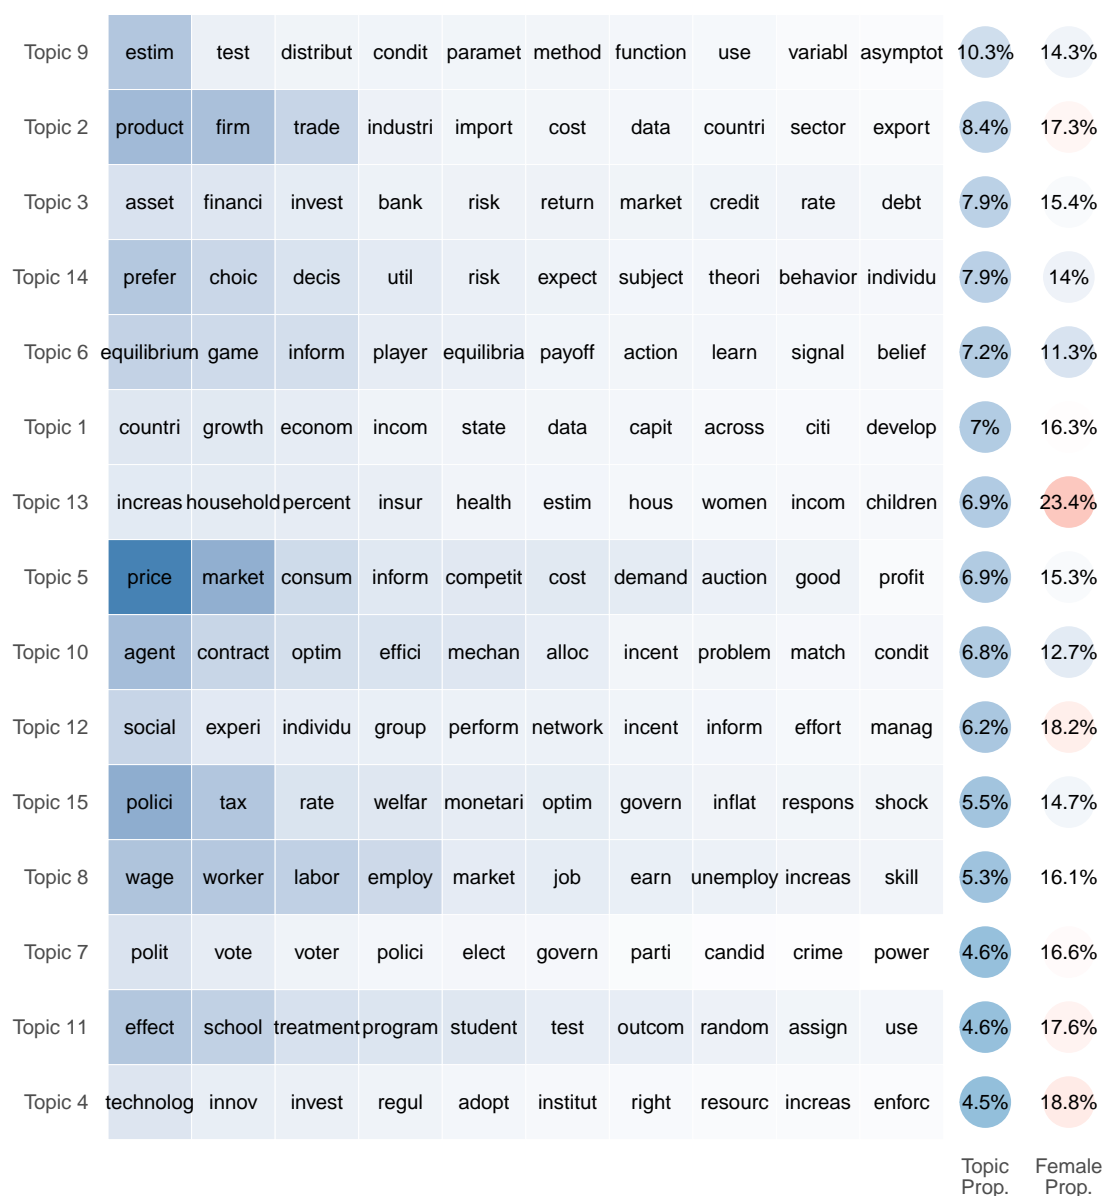 Topic 9 estim test distribut condit paramet method function use variabl asymptot 10.3% 14.3%
Topic 2 product firm trade industri import cost data countri sector export 8.4% 17.3%
Topic 3 asset financi invest bank risk return market credit rate debt 7.9% 15.4%
Topic 14 prefer choic decis util risk expect subject theori behavior individu 7.9% 14%
Topic 6 equilibrium game inform player equilibria payoff action learn signal belief 7.2% 11.3%
Topic 1 countri growth econom incom state data capit across citi develop 7% 16.3%
Topic 13 increas household percent insur health estim hous women incom children 6.9% 23.4%
Topic 5 price market consum inform competit cost demand auction good profit 6.9% 15.3%
Topic 10 agent contract optim effici mechan alloc incent problem match condit 6.8% 12.7%
Topic 12 social experi individu group perform network incent inform effort manag 6.2% 18.2%
Topic 15 polici tax rate welfar monetari optim govern inflat respons shock 5.5% 14.7%
Topic 8 wage worker labor employ market job earn unemploy increas skill 5.3% 16.1%
Topic 7 polit vote voter polici elect govern parti candid crime power 4.6% 16.6%
Topic 11 effect school treatment program student test outcom random assign use 4.6% 17.6%
Topic 4 technolog innov invest regul adopt institut right resourc increas enforc 4.5% 18.8%
Topic Female
Prop. Prop.